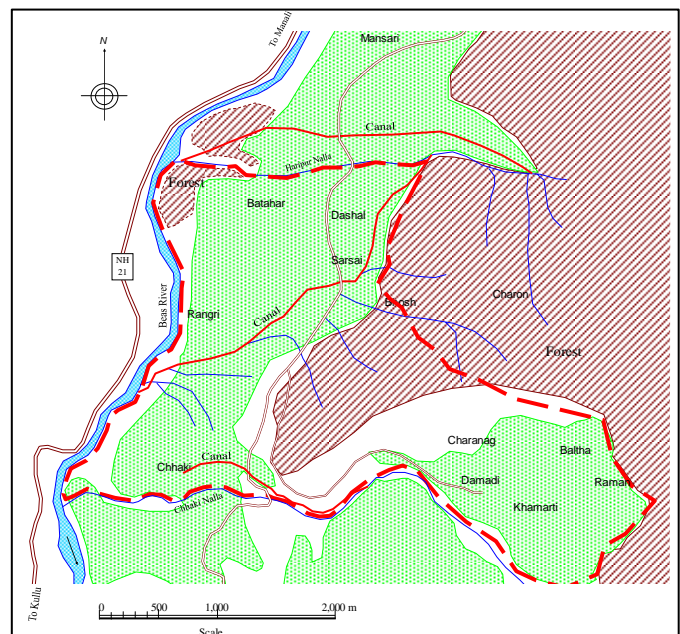 To Manali
Mansari
N
Canal
Haripur Nalla
Forest
Batahar
Dashal
Sarsai
NH
21
Beas River
Rangri
Canal
Charon
Forest
Charanag
Baltha
Canal
Chhaki
Damadi
Raman
Khamarti
Chhaki Nalla
To Kullu
0 500 1,000 2,000 m
Scale